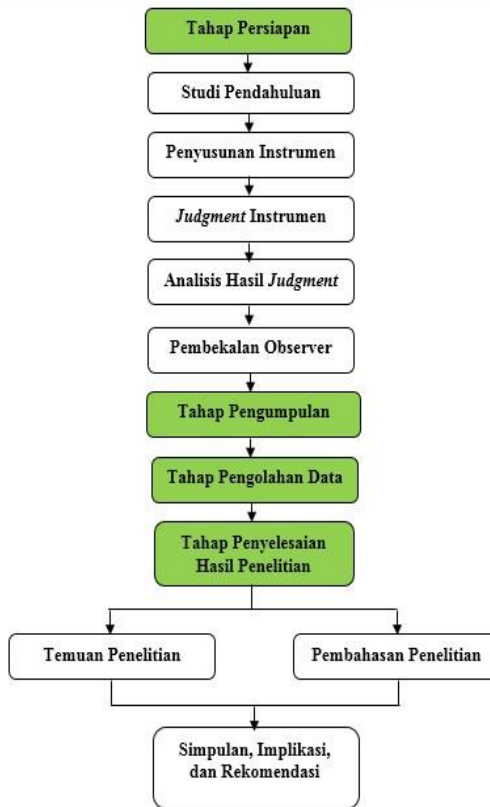 Tahap Persiapan
Studi Pendahuluan
Penyusunan Instrumen
Judgment Instrumen
Analisis Hasil Judgment
Pembekalan Observer
Tahap Pengumpulan
Tahap Pengolahan Data
Tahap Penyelesaian
Hasil Penelitian
Temuan Penelitian
Pembahasan Penelitian
Simpulan, Implikasi,
dan Rekomendasi